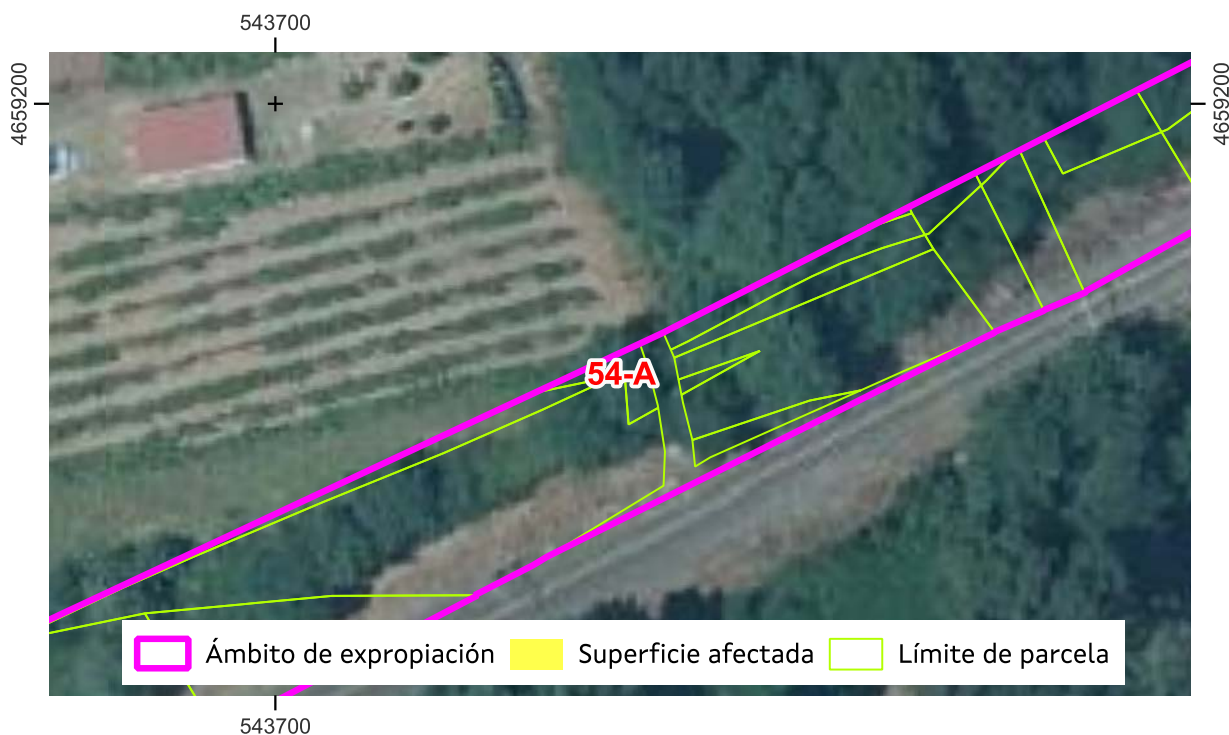 543700
4659200
4659200
54-A
Ámbito de expropiación
Superficie afectada
Límite de parcela
543700